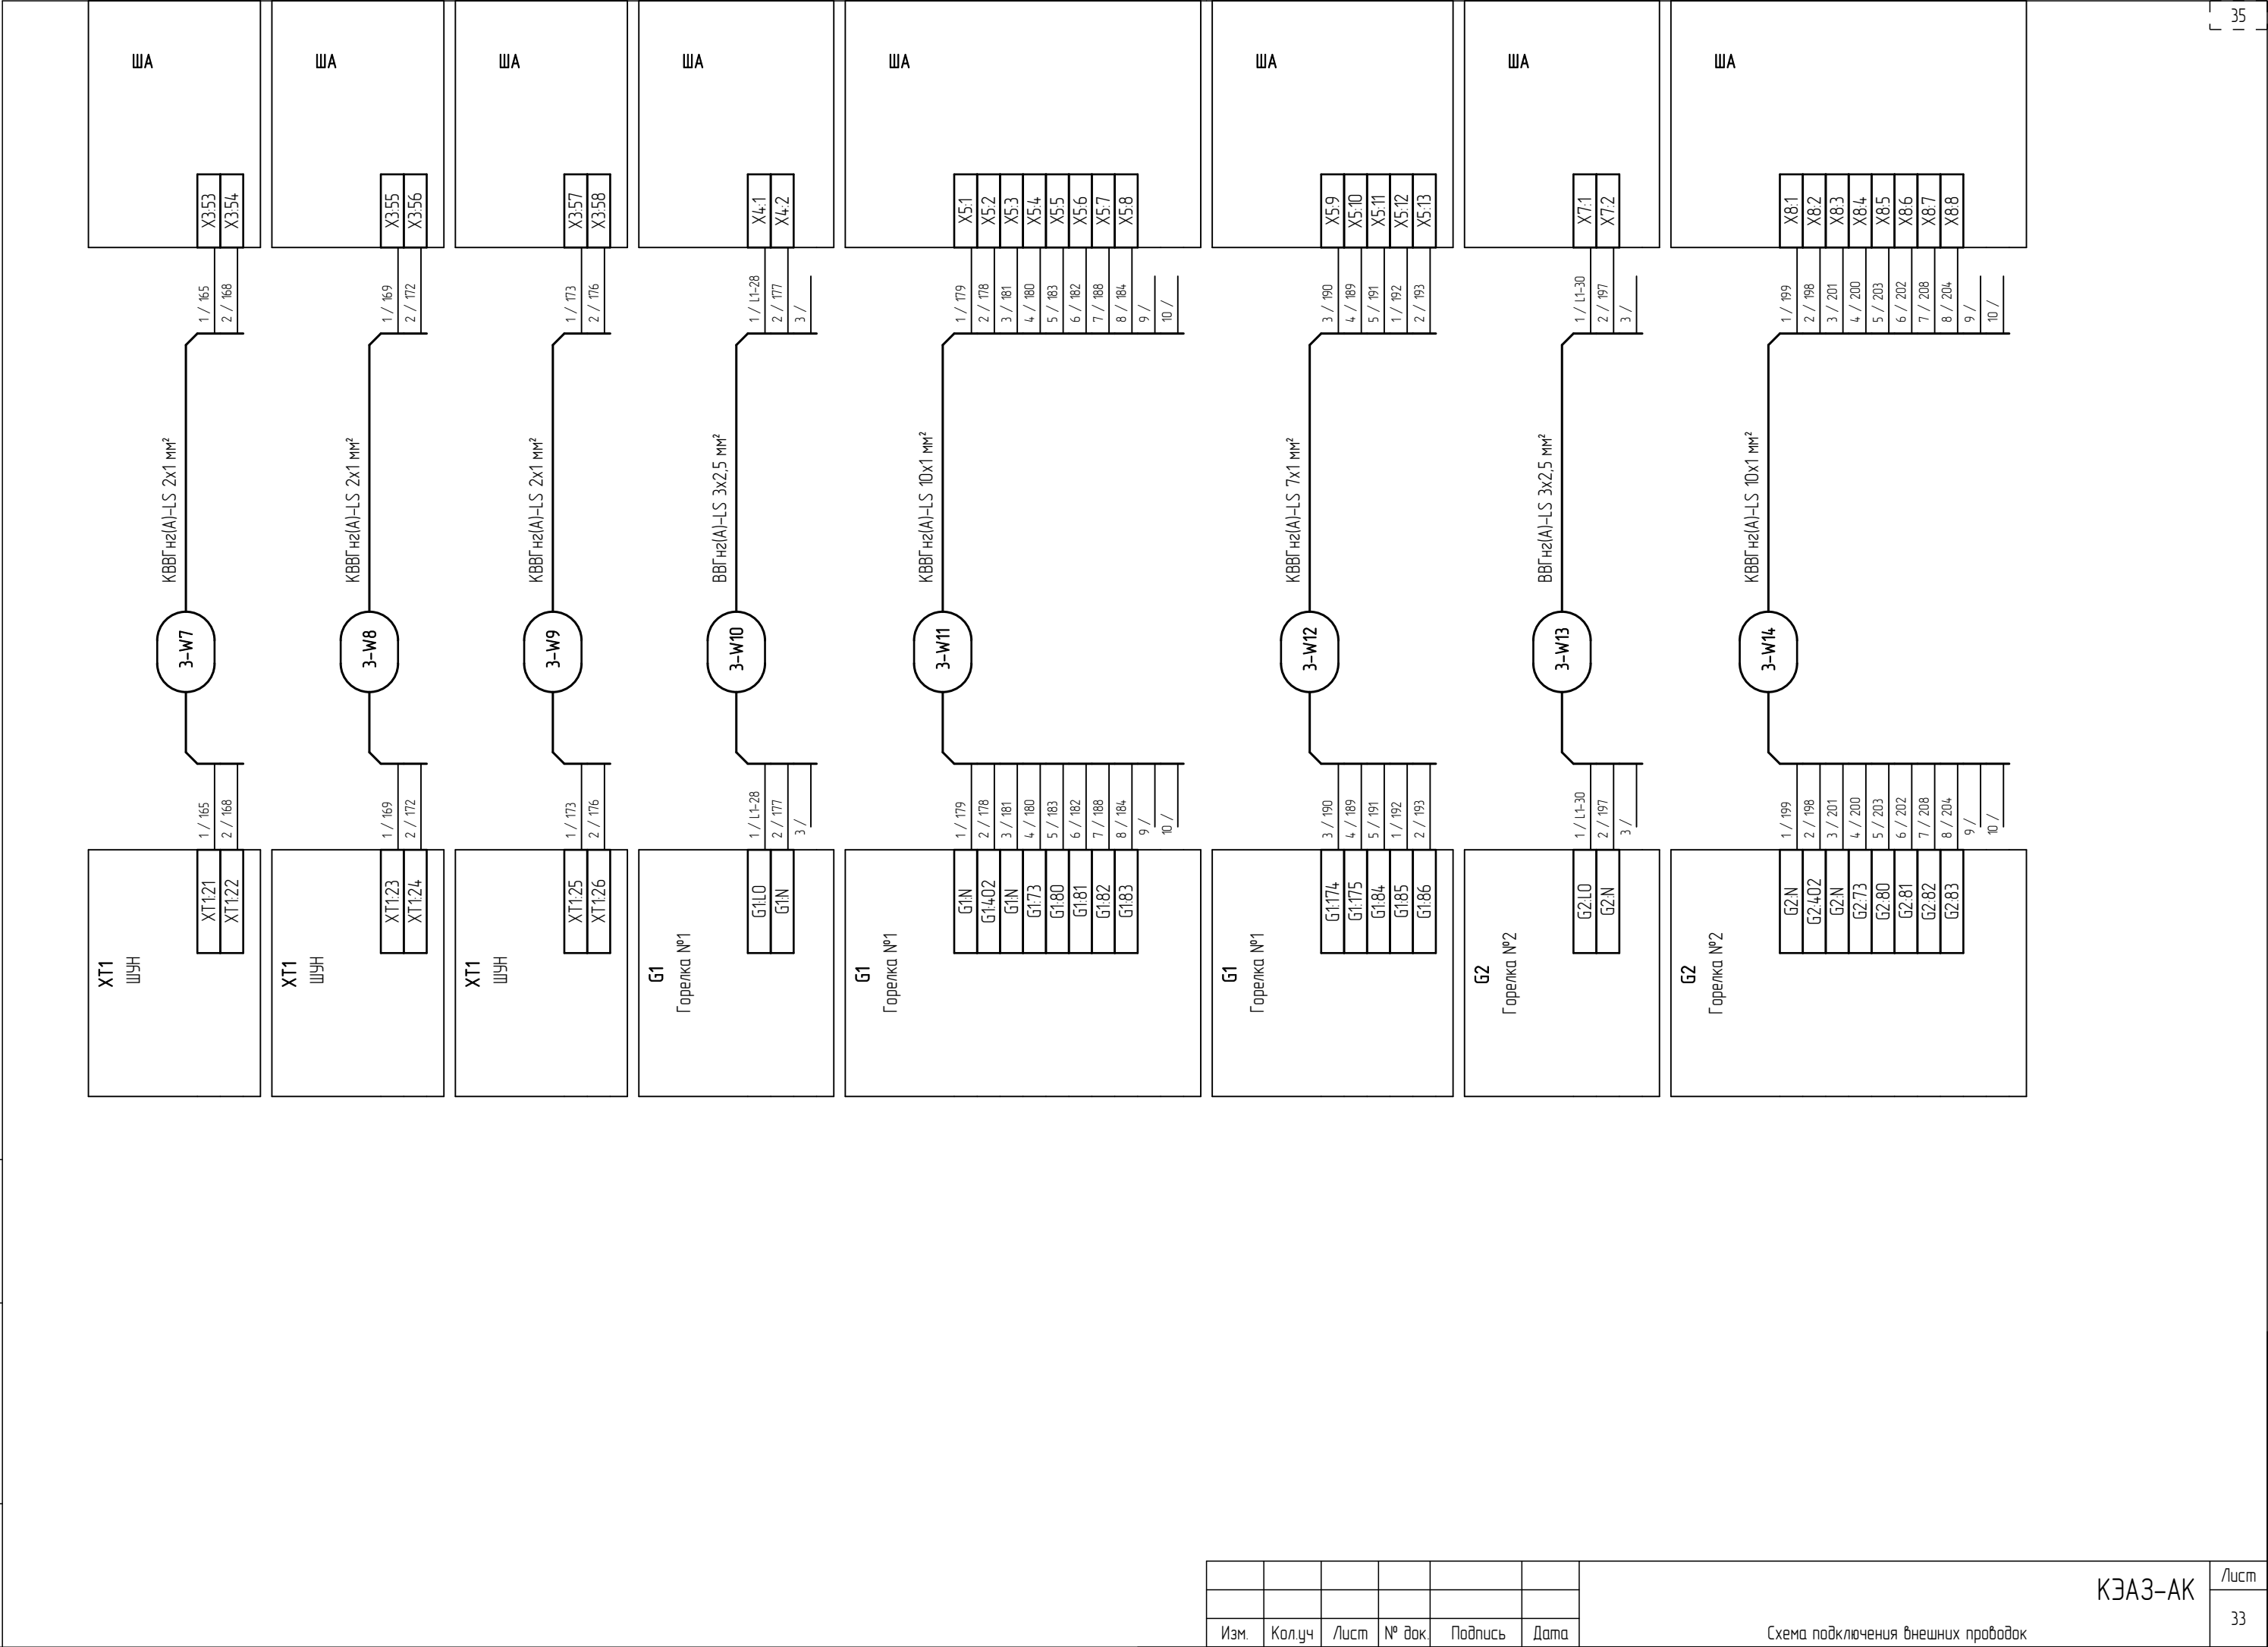 35
ША
ША
ША
ША
ША
ША
ША
ША
X3:53
X3:54
X3:55
X3:56
X3:57
X3:58
X4:1
X4:2
X5:1
X5:2
X5:3
X5:4
X5:5
X5:6
X5:7
X5:8
X5:9
X5:10
X5:11
X5:12
X5:13
X7:1
X7:2
X8:1
X8:2
X8:3
X8:4
X8:5
X8:6
X8:7
X8:8
1 / 165
2 / 168
1 / 169
2 / 172
1 / 173
2 / 176
1 / L1-28
2 / 177
3 /
1 / 179
2 / 178
3 / 181
4 / 180
5 / 183
6 / 182
7 / 188
8 / 184
9 /
10 /
3 / 190
4 / 189
5 / 191
1 / 192
2 / 193
1 / L1-30
2 / 197
3 /
1 / 199
2 / 198
3 / 201
4 / 200
5 / 203
6 / 202
7 / 208
8 / 204
9 /
10 /
КВВГнг(А)-LS 2x1 мм²
КВВГнг(А)-LS 2x1 мм²
КВВГнг(А)-LS 2x1 мм²
ВВГнг(А)-LS 3x2,5 мм²
КВВГнг(А)-LS 10x1 мм²
КВВГнг(А)-LS 7x1 мм²
ВВГнг(А)-LS 3x2,5 мм²
КВВГнг(А)-LS 10x1 мм²
3-W7
3-W8
3-W9
3-W10
3-W11
3-W12
3-W13
3-W14
1 / 165
2 / 168
1 / 169
2 / 172
1 / 173
2 / 176
1 / L1-28
2 / 177
3 /
1 / 179
2 / 178
3 / 181
4 / 180
5 / 183
6 / 182
7 / 188
8 / 184
9 /
10 /
3 / 190
4 / 189
5 / 191
1 / 192
2 / 193
1 / L1-30
2 / 197
3 /
1 / 199
2 / 198
3 / 201
4 / 200
5 / 203
6 / 202
7 / 208
8 / 204
9 /
10 /
XT1:21
XT1:22
XT1:23
XT1:24
XT1:25
XT1:26
G1:L0
G1:N
G1:N
G1:402
G1:N
G1:73
G1:80
G1:81
G1:82
G1:83
G1:174
G1:175
G1:84
G1:85
G1:86
G2:L0
G2:N
G2:N
G2:402
G2:N
G2:73
G2:80
G2:81
G2:82
G2:83
XT1
ШУН
XT1
ШУН
XT1
ШУН
G1
Горелка №1
G1
Горелка №1
G1
Горелка №1
G2
Горелка №2
G2
Горелка №2
КЭАЗ-АК
Лист
33
Изм. Кол.уч Лист № док. Подпись Дата
Схема подключения внешних проводок